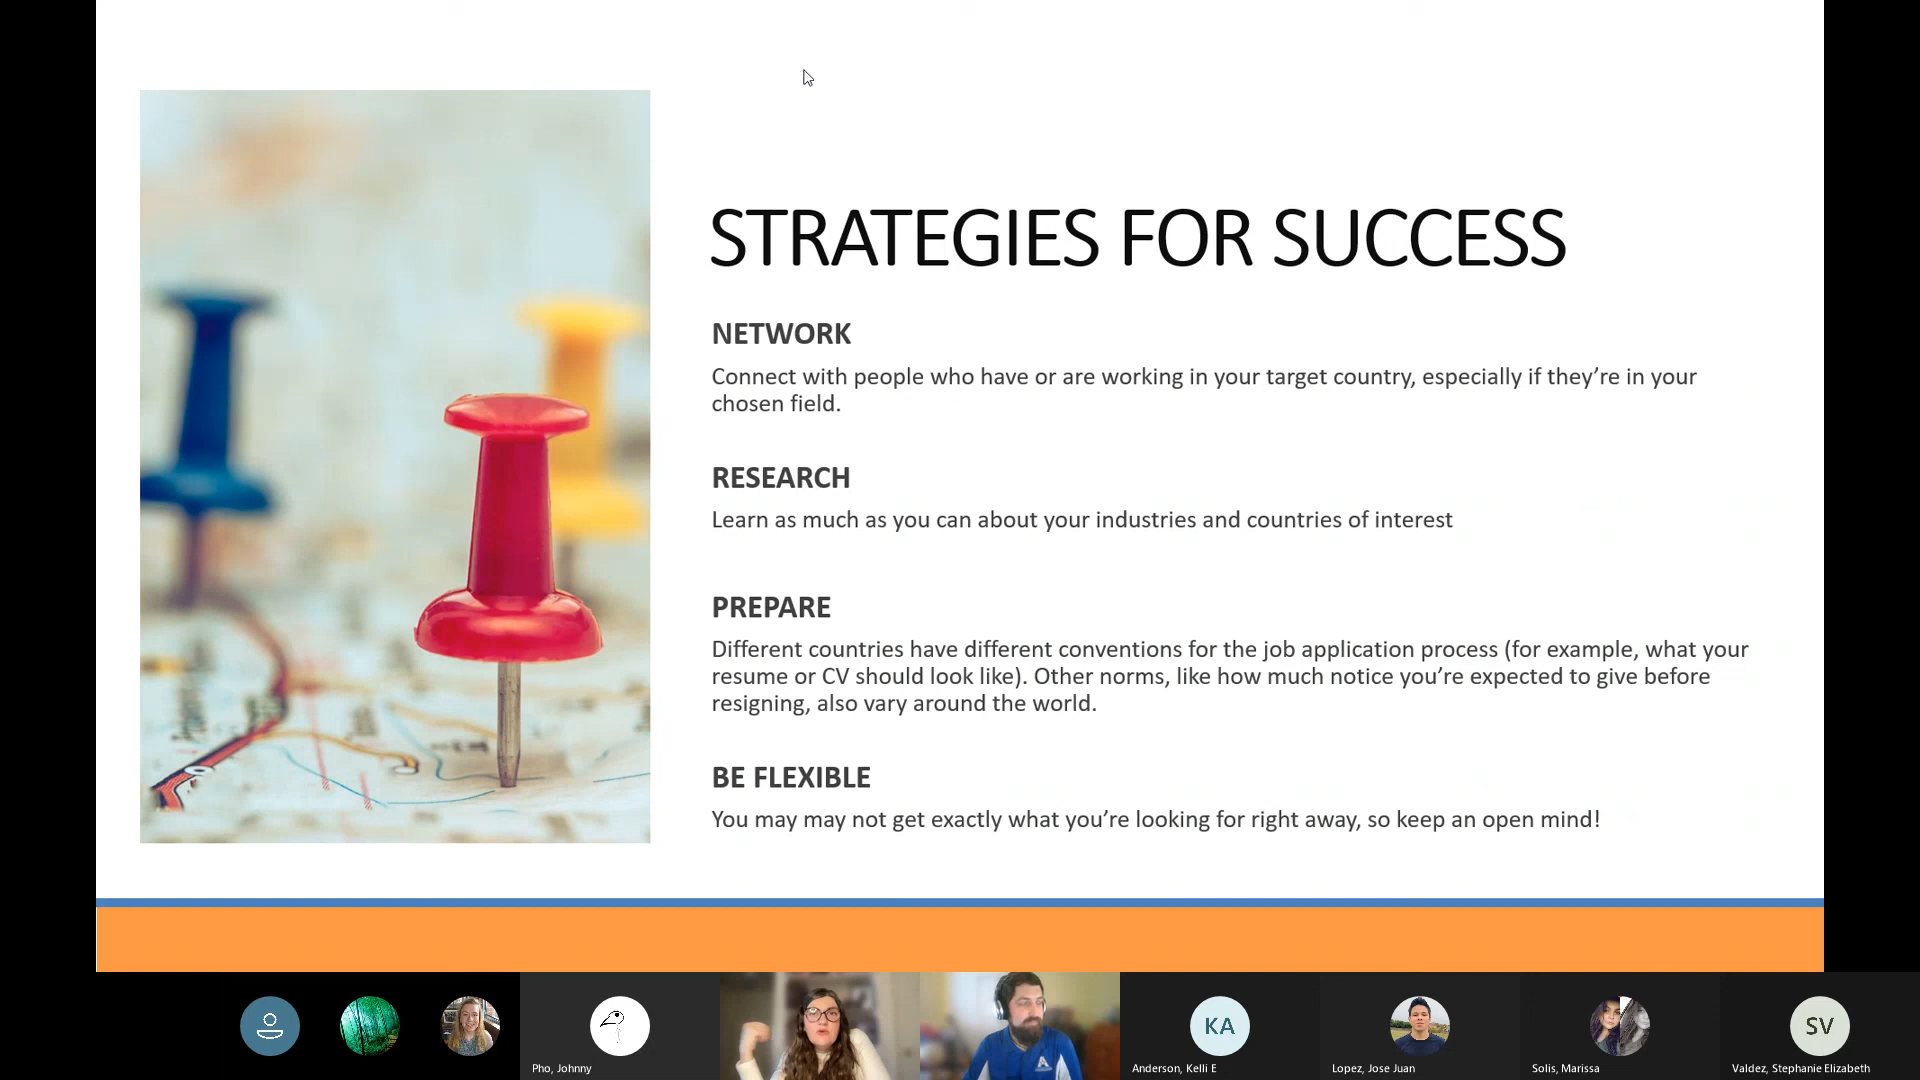 STRATEGIES FOR SUCCESS
NETWORK
Connect with people who have or are working in your target country, especially if they’re in your
chosen field.
RESEARCH
Learn as much as you can about your industries and countries of interest
PREPARE
Different countries have different conventions for the job application process (for example, what your
resume or CV should look like). Other norms, like how much notice you’re expected to give before
resigning, also vary around the world.
BE FLEXIBLE
You may may not get exactly what you’re looking for right away, so keep an open mind!
KA
SV
Pho, Johnny
Anderson, Kelli E
Lopez, Jose Juan
Solis, Marissa
Valdez, Stephanie Elizabeth